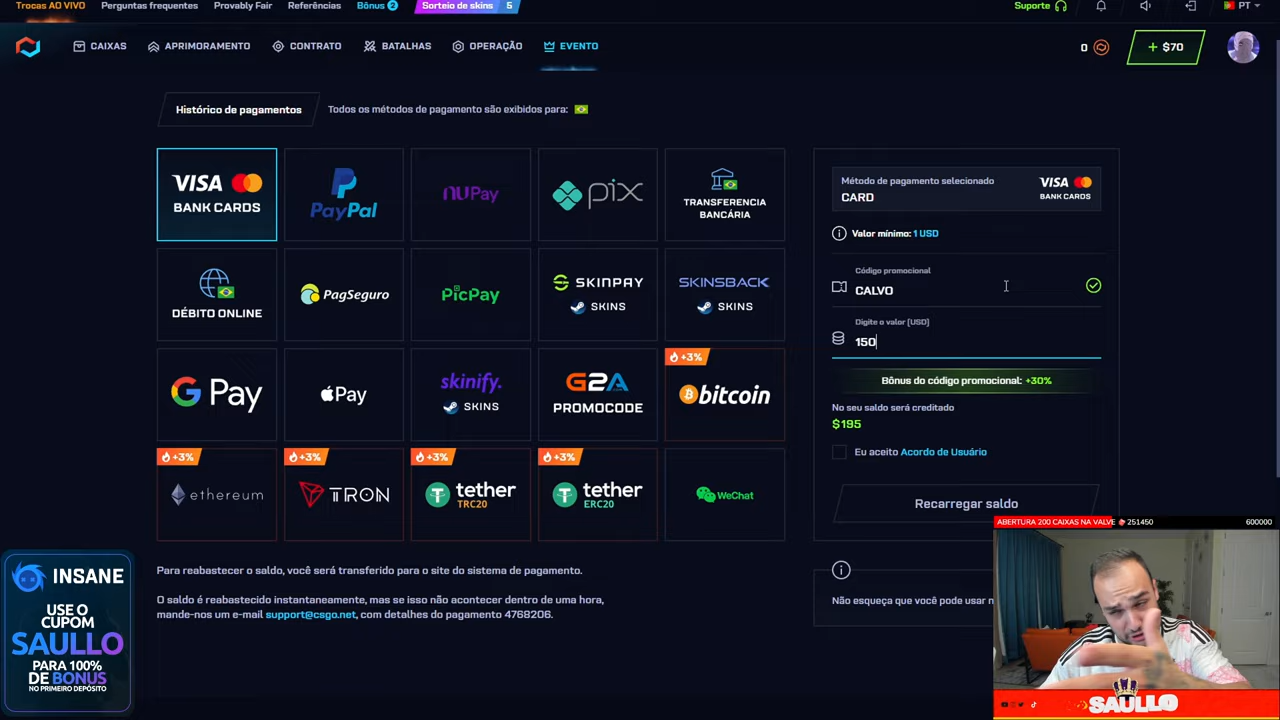 Trocas AO VIVO
Perguntas frequentes
Provably Fair
Referências
Bônus 2
Sorteio de skins 5
Suporte
PT
CAIXAS
APRIMORAMENTO
CONTRATO
BATALHAS
OPERAÇÃO
EVENTO
0
+ $70
Histórico de pagamentos
Todos os métodos de pagamento são exibidos para:
VISA
BANK CARDS
PayPal
nuPay
pix
TRANSFERENCIA
BANCÁRIA
DÉBITO ONLINE
PagSeguro
PicPay
SKINPAY
SKINS
SKINSBACK
SKINS
G Pay
Pay
skinify.
SKINS
G2A
PROMOCODE
+3%
bitcoin
+3%
ethereum
+3%
TRON
+3%
tether
TRC20
+3%
tether
ERC20
WeChat
Método de pagamento selecionado
CARD
VISA
BANK CARDS
Valor mínimo: 1 USD
Código promocional
CALVO
Digite o valor [USD]
150
Bônus do código promocional: +30%
No seu saldo será creditado
$195
Eu aceito Acordo de Usuário
Recarregar saldo
Para reabastecer o saldo, você será transferido para o site do sistema de pagamento.
O saldo é reabastecido instantaneamente, mas se isso não acontecer dentro de uma hora,
mande-nos um e-mail support@csgo.net, com detalhes do pagamento 4768206.
Não esqueça que você pode usar n
ABERTURA 200 CAIXAS NA VALVE 251450
600000
SAULLO
INSANE
USE O
CUPOM
SAULLO
PARA 100%
DE BONUS
NO PRIMEIRO DEPÓSITO